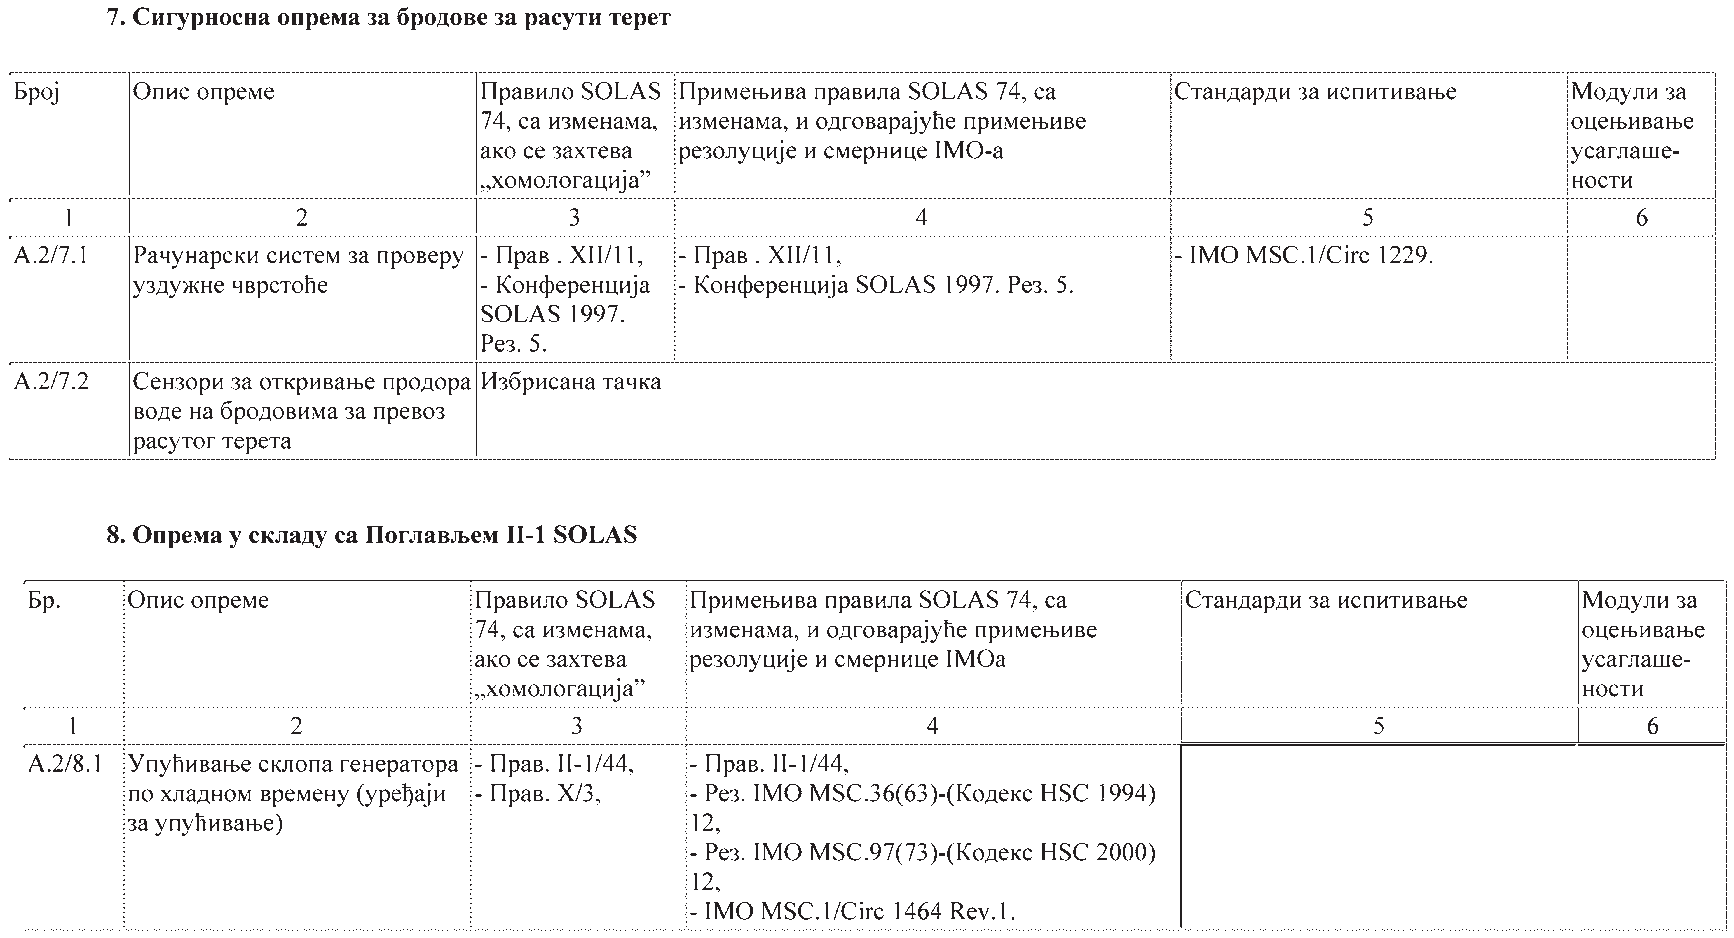 7. Сигурносна опрема за бродове за расути терет
Број
Опис опреме
Правило SOLAS
74, са изменама,
ако се захтева
„хомологација”
Примењива правила SOLAS 74, са
изменама, и одговарајуће примењиве
резолуције и смернице IMO-а
Стандарди за испитивање
Модули за
оцењивање
усаглаше-
ности
1
2
3
4
5
6
А.2/7.1
Рачунарски систем за проверу
уздужне чврстоће
- Прав . XII/11,
- Конференција
SOLAS 1997.
Рез. 5.
- Прав . XII/11,
- Конференција SOLAS 1997. Рез. 5.
- IMO MSC.1/Circ 1229.
А.2/7.2
Сензори за откривање продора
воде на бродовима за превоз
расутог терета
Избрисана тачка
8. Опрема у складу са Поглављем II-1 SOLAS
Бр.
Опис опреме
Правило SOLAS
74, са изменама,
ако се захтева
„хомологација”
Примењива правила SOLAS 74, са
изменама, и одговарајуће примењиве
резолуције и смернице IMOа
Стандарди за испитивање
Модули за
оцењивање
усаглаше-
ности
1
2
3
4
5
6
А.2/8.1
Упућивање склопа генератора
по хладном времену (уређаји
за упућивање)
- Прав. II-1/44,
- Прав. X/3,
- Прав. II-1/44,
- Рез. IMO MSC.36(63)-(Кодекс HSC 1994)
12,
- Рез. IMO MSC.97(73)-(Кодекс HSC 2000)
12,
- IMO MSC.1/Circ 1464 Rev.1.